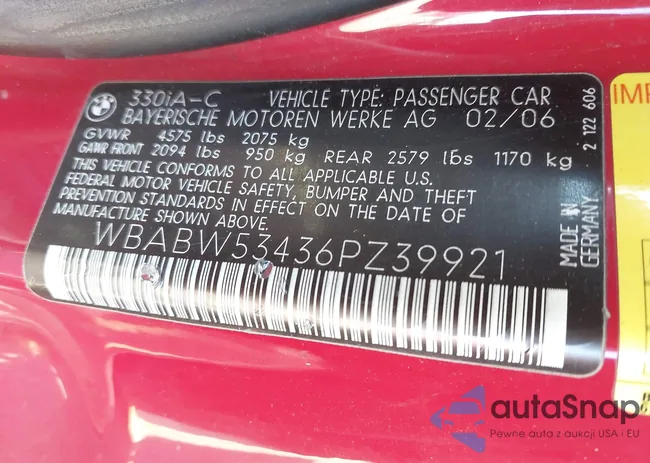 330iA-C VEHICLE TYPE: PASSENGER CAR
BAYERISCHE MOTOREN WERKE AG 02/06
GVWR 4575 lbs 2075 kg
GAWR FRONT 2094 lbs 950 kg REAR 2579 lbs 1170 kg
THIS VEHICLE CONFORMS TO ALL APPLICABLE U.S.
FEDERAL MOTOR VEHICLE SAFETY, BUMPER AND THEFT
PREVENTION STANDARDS IN EFFECT ON THE DATE OF
MANUFACTURE SHOWN ABOVE.
WBABW53436PZ39921
MADE IN
GERMANY
2 122 606
IMP
autaSnap
Pewne auta z aukcji USA i EU